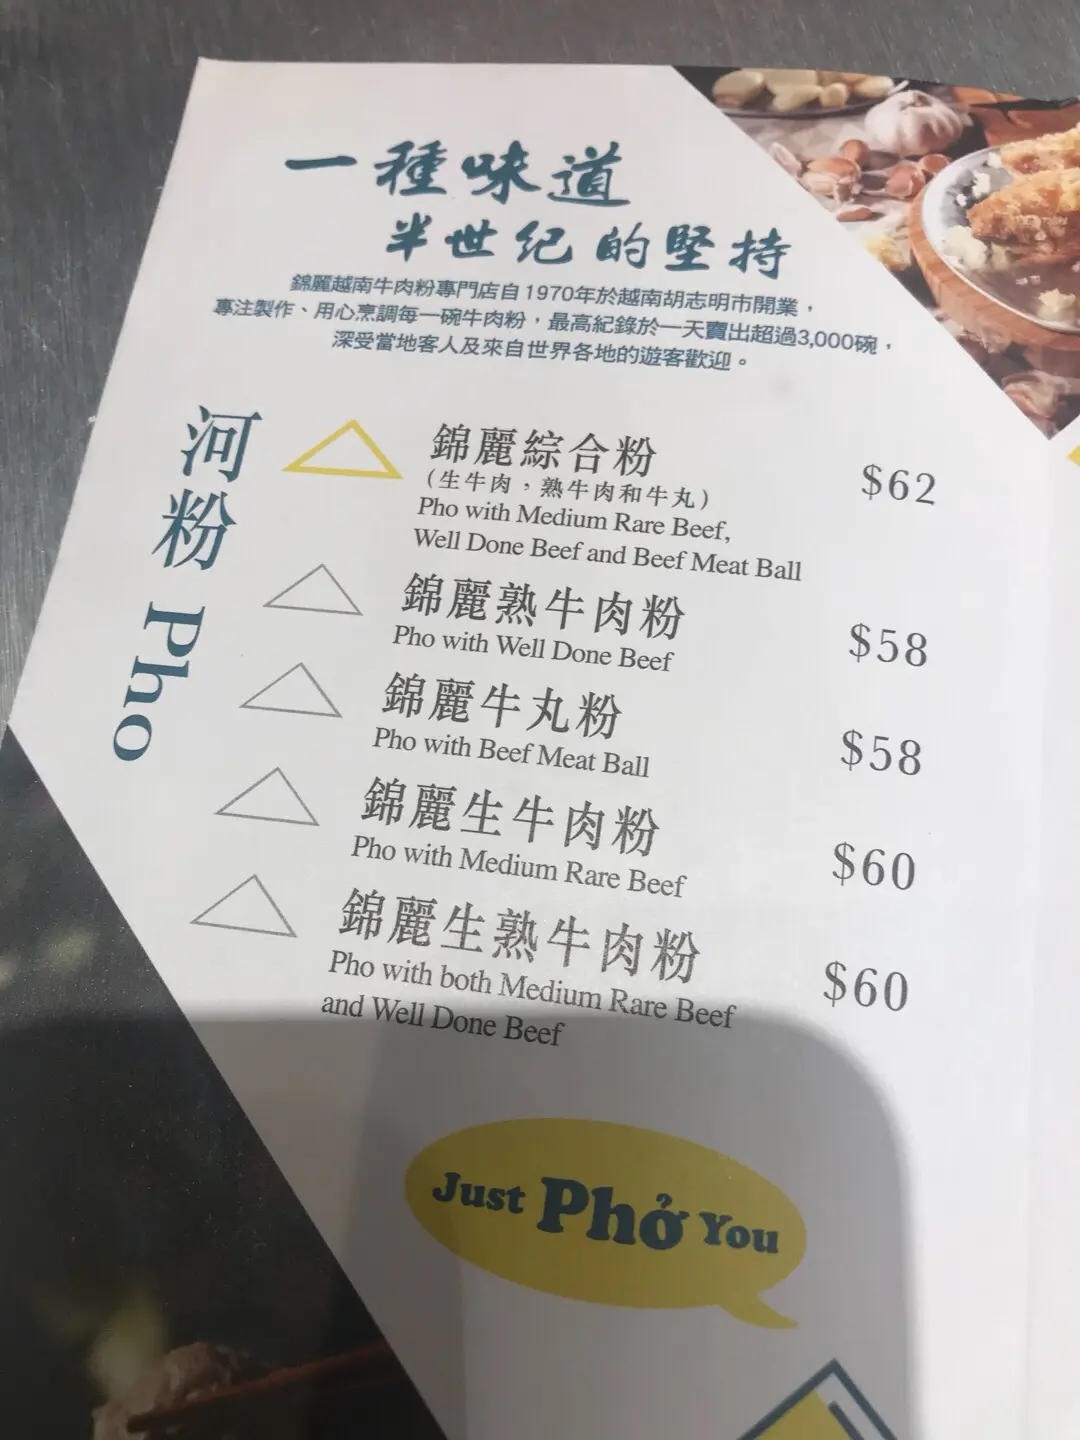 一種味道
半世紀的堅持
錦麗越南牛肉粉專門店自1970年於越南胡志明市開業，
專注製作、用心烹調每一碗牛肉粉，最高紀錄於一天賣出超過3,000碗，
深受當地客人及來自世界各地的遊客歡迎。
河粉 Pho
錦麗綜合粉 $62
（生牛肉，熟牛肉和牛丸）
Pho with Medium Rare Beef,
Well Done Beef and Beef Meat Ball
錦麗熟牛肉粉 $58
Pho with Well Done Beef
錦麗牛丸粉 $58
Pho with Beef Meat Ball
錦麗生牛肉粉 $60
Pho with Medium Rare Beef
錦麗生熟牛肉粉 $60
Pho with both Medium Rare Beef
and Well Done Beef
Just Phở You